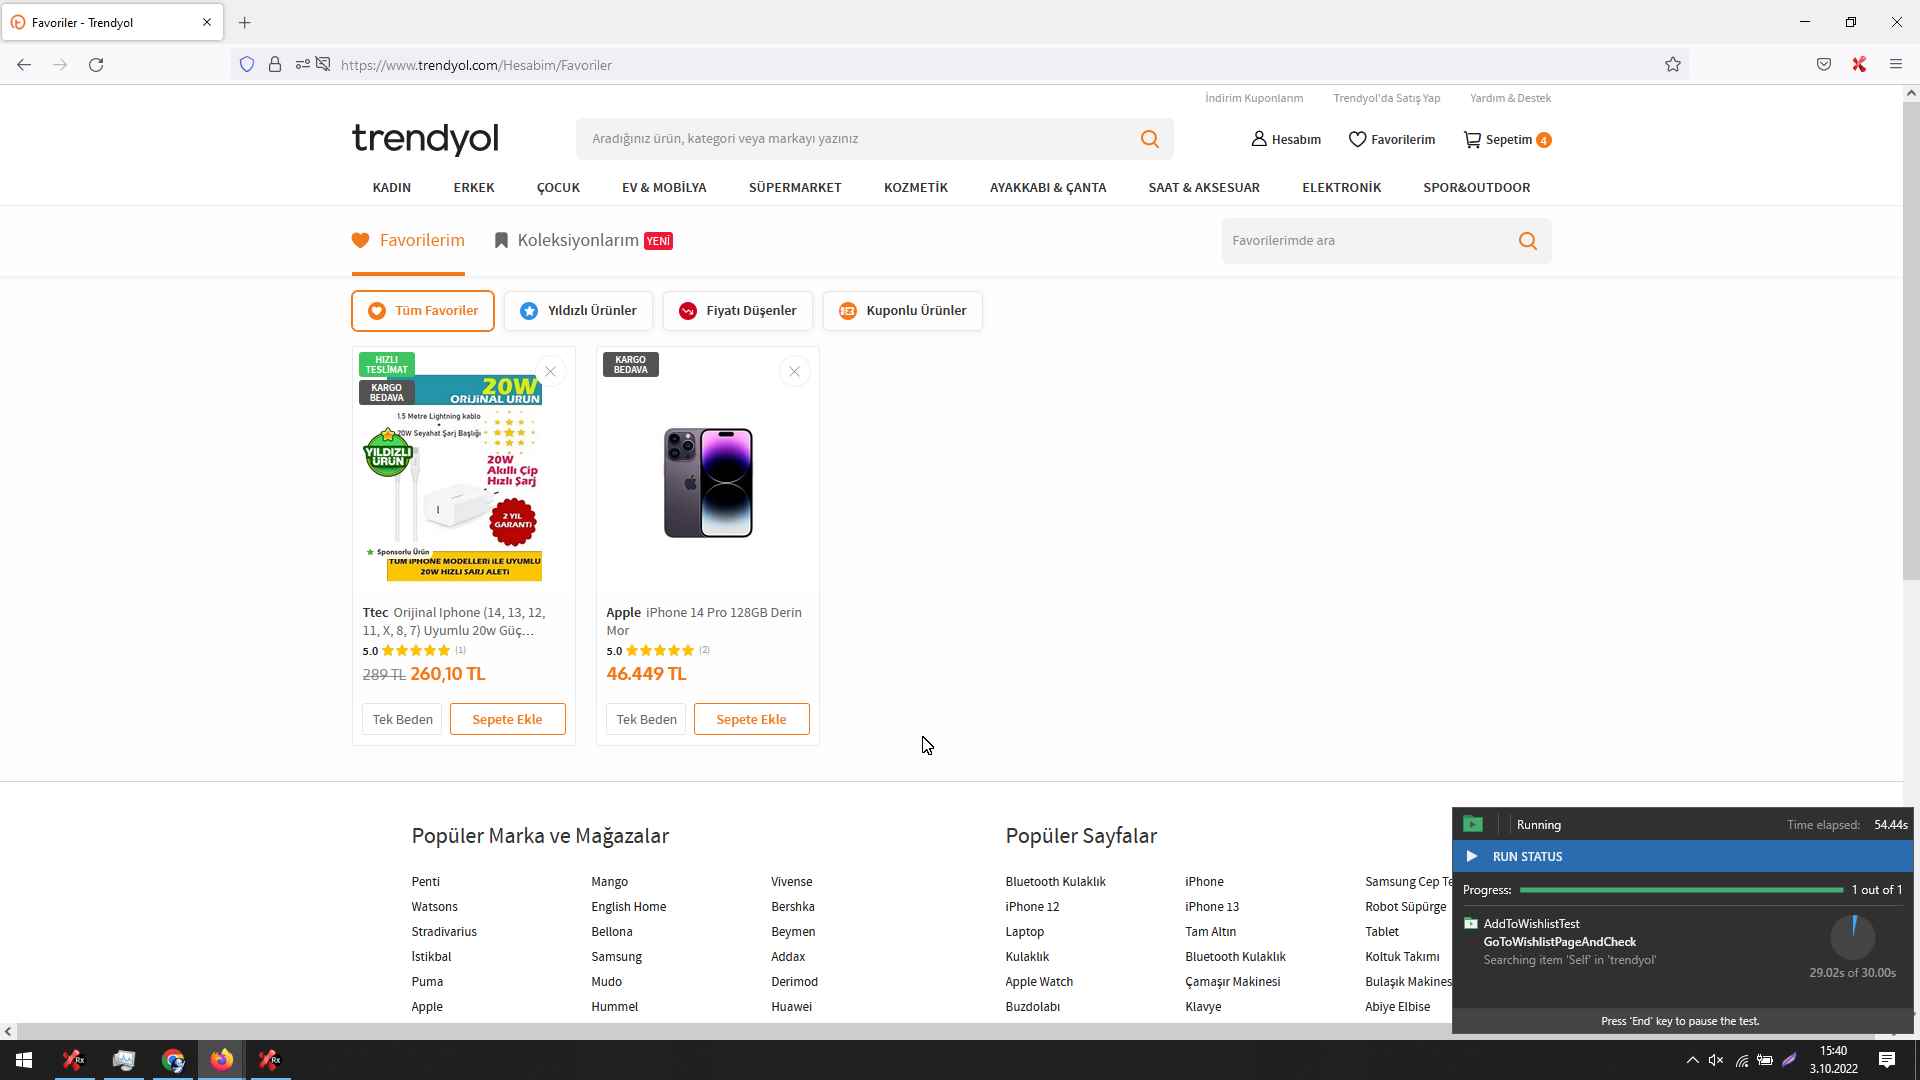 Favoriler - Trendyol
https://www.trendyol.com/Hesabim/Favoriler
İndirim Kuponlarım Trendyol'da Satış Yap Yardım & Destek
trendyol
Aradığınız ürün, kategori veya markayı yazınız
Hesabım Favorilerim Sepetim 4
KADIN ERKEK ÇOCUK EV & MOBİLYA SÜPERMARKET KOZMETİK AYAKKABI & ÇANTA SAAT & AKSESUAR ELEKTRONİK SPOR&OUTDOOR
Favorilerim Koleksiyonlarım YENİ
Favorilerimde ara
Tüm Favoriler Yıldızlı Ürünler Fiyatı Düşenler Kuponlu Ürünler
HIZLI
TESLİMAT
KARGO
BEDAVA
20W
ORİJİNAL ÜRÜN
1.5 Metre Lightning kablo
+
20W Seyahat Şarj Başlığı
YILDIZLI
ÜRÜN
20W
Akıllı Çip
Hızlı Şarj
2 YIL
GARANTİ
Sponsorlu Ürün
TÜM İPHONE MODELLERİ İLE UYUMLU
20W HIZLI ŞARJ ALETİ
Ttec Orijinal Iphone (14, 13, 12,
11, X, 8, 7) Uyumlu 20w Güç...
5.0 (1)
289 TL 260,10 TL
Tek Beden Sepete Ekle
KARGO
BEDAVA
Apple iPhone 14 Pro 128GB Derin
Mor
5.0 (2)
46.449 TL
Tek Beden Sepete Ekle
Popüler Marka ve Mağazalar
Penti Mango Vivense
Watsons English Home Bershka
Stradivarius Bellona Beymen
İstikbal Samsung Addax
Puma Mudo Derimod
Apple Hummel Huawei
Popüler Sayfalar
Bluetooth Kulaklık iPhone Samsung Cep Te
iPhone 12 iPhone 13 Robot Süpürge
Laptop Tam Altın Tablet
Kulaklık Bluetooth Kulaklık Koltuk Takımı
Apple Watch Çamaşır Makinesi Bulaşık Makines
Buzdolabı Klavye Abiye Elbise
Running Time elapsed: 54.44s
RUN STATUS
Progress: 1 out of 1
AddToWishlistTest
GoToWishlistPageAndCheck
Searching item 'Self' in 'trendyol'
29.02s of 30.00s
Press 'End' key to pause the test.
Rx
Rx
15:40
3.10.2022